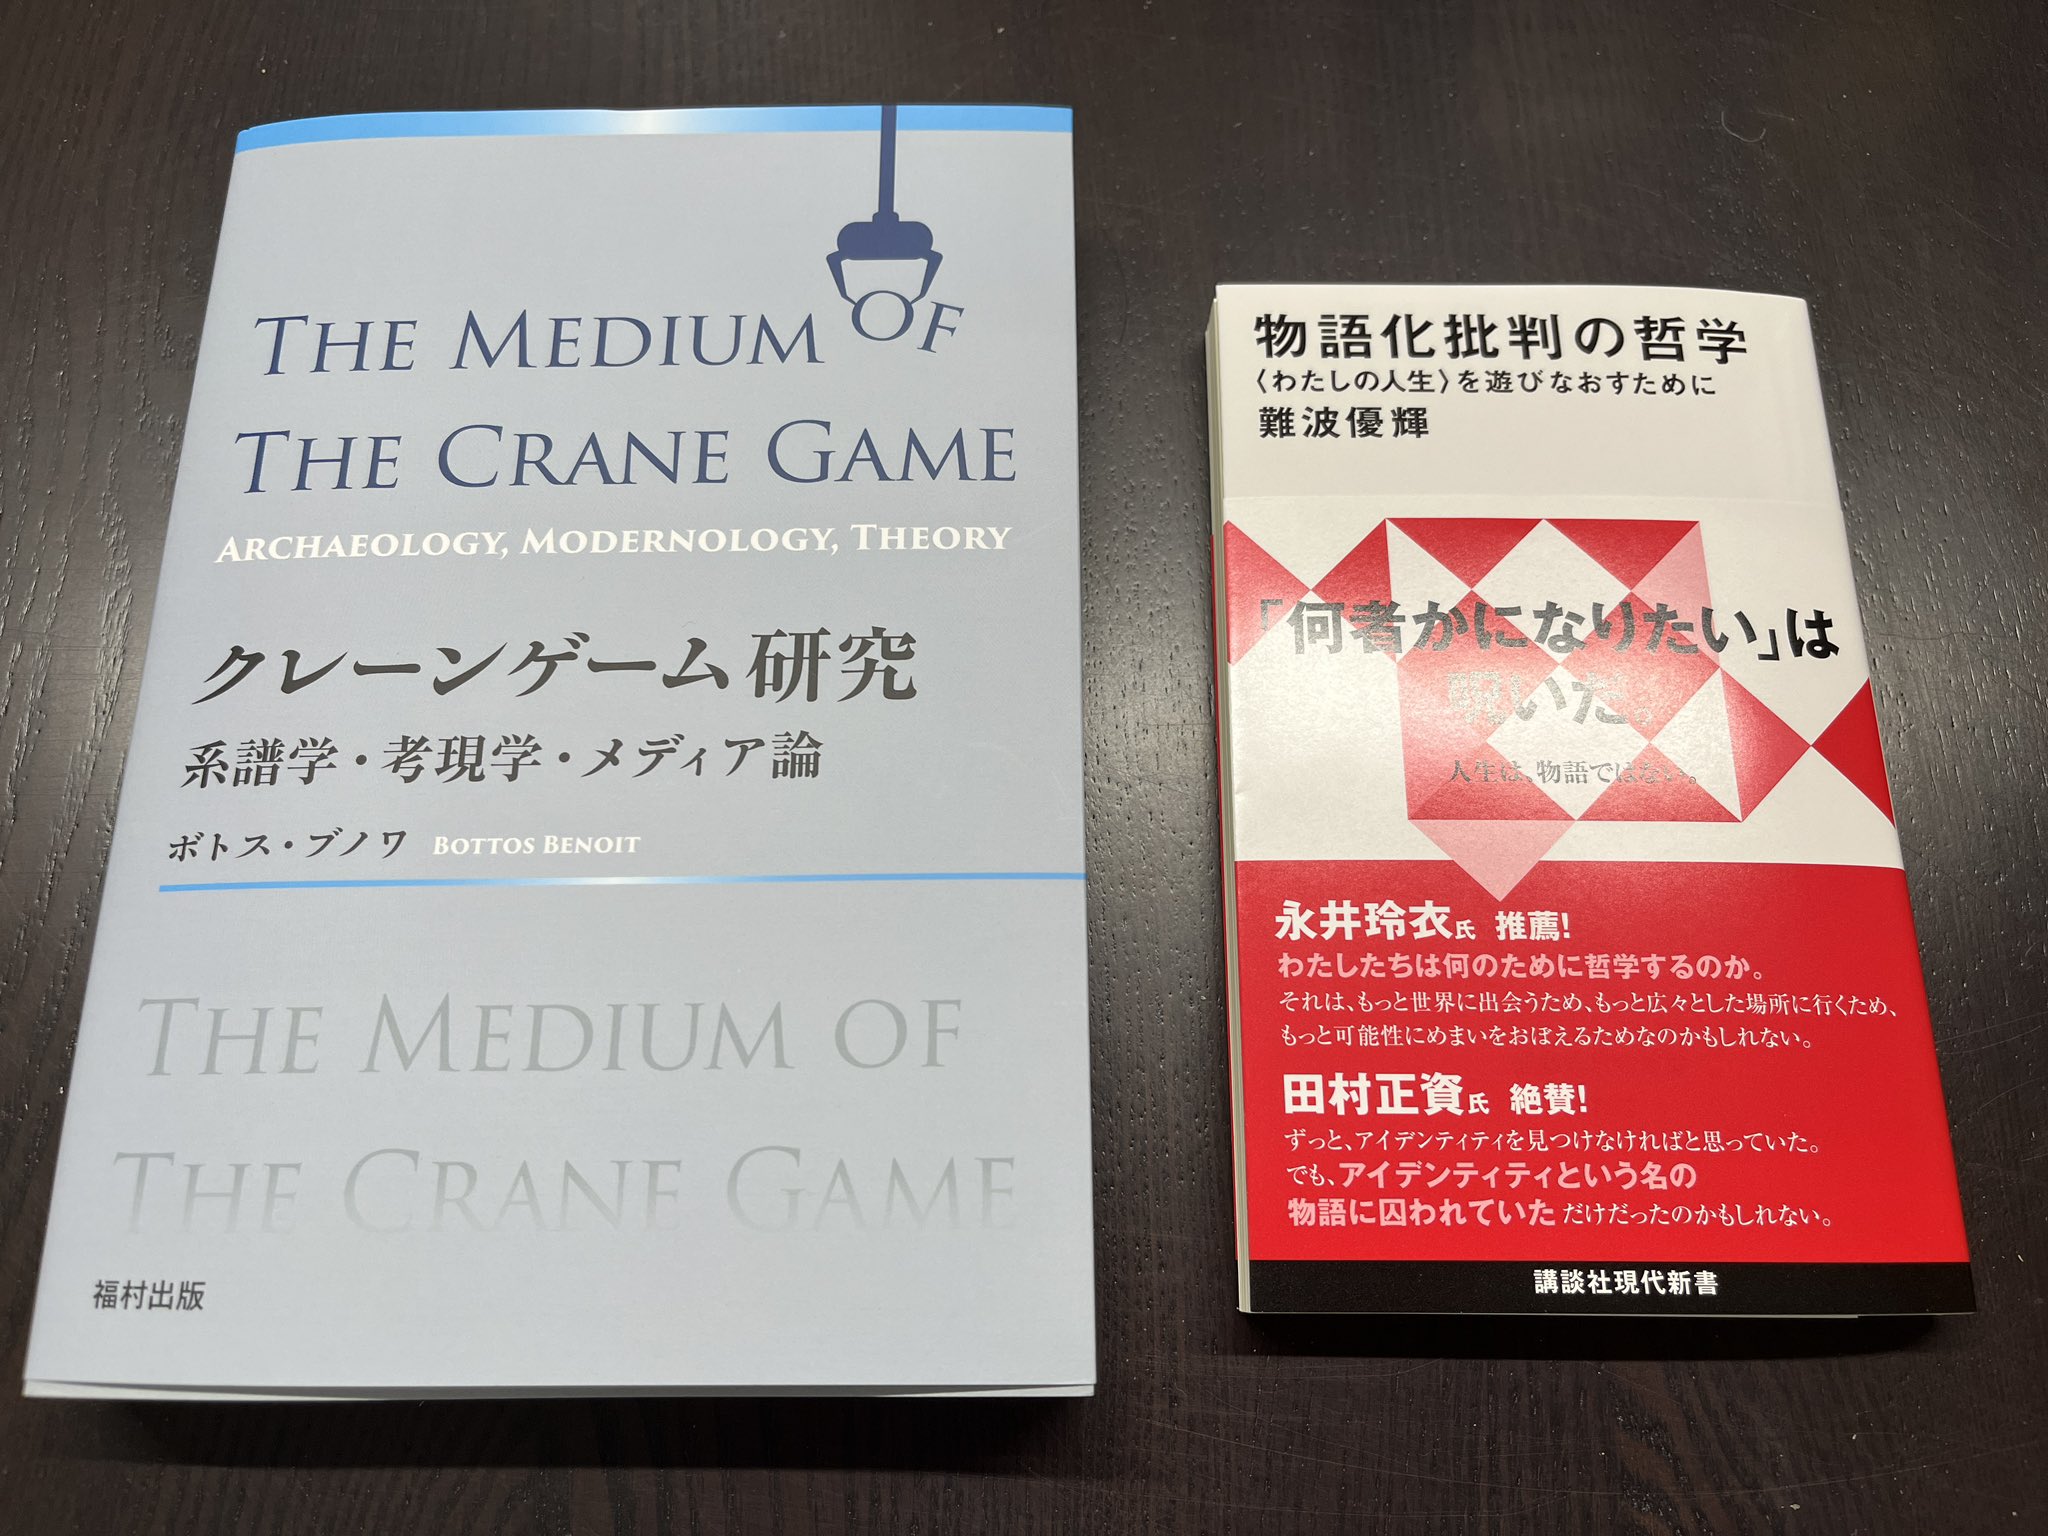 THE MEDIUM OF
THE CRANE GAME
ARCHAEOLOGY, MODERNOLOGY, THEORY
クレーンゲーム研究
系譜学・考現学・メディア論
ボトス・ブノワ BOTTOS BENOIT
THE MEDIUM OF
THE CRANE GAME
福村出版
物語化批判の哲学
〈わたしの人生〉を遊びなおすために
難波優輝
「何者かになりたい」は
呪いだ。
人生は、物語ではない。
永井玲衣氏 推薦!
わたしたちは何のために哲学するのか。
それは、もっと世界に出会うため、もっと広々とした場所に行くため、
もっと可能性にめまいをおぼえるためなのかもしれない。
田村正資氏 絶賛!
ずっと、アイデンティティを見つけなければと思っていた。
でも、アイデンティティという名の
物語に囚われていただけだったのかもしれない。
講談社現代新書